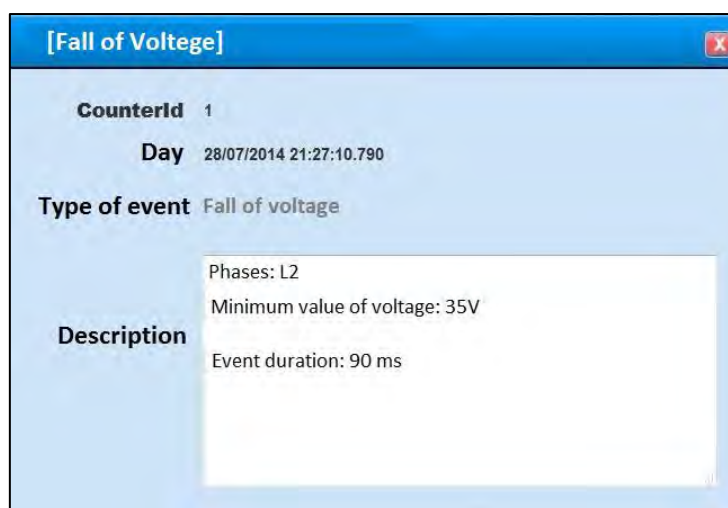 [Fall of Voltege]
X
CounterId 1
Day 28/07/2014 21:27:10.790
Type of event Fall of voltage
Phases: L2
Minimum value of voltage: 35V
Description
Event duration: 90 ms